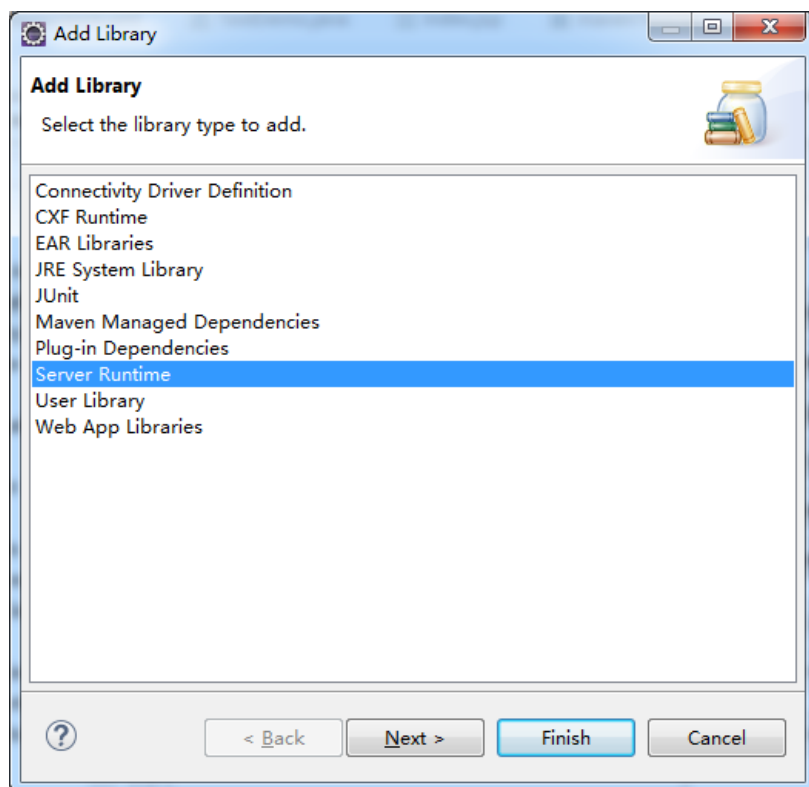 Add Library
Add Library
Select the library type to add.
Connectivity Driver Definition
CXF Runtime
EAR Libraries
JRE System Library
JUnit
Maven Managed Dependencies
Plug-in Dependencies
Server Runtime
User Library
Web App Libraries
? < Back Next > Finish Cancel